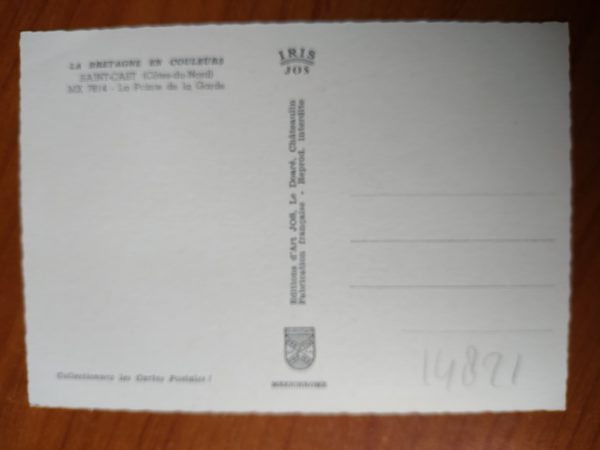 LA BRETAGNE EN COULEURS
SAINT-CAST (Côtes-du-Nord)
MX 7814 - La Pointe de la Garde
IRIS
JOS
Editions d'Art JOS, Le Doaré, Châteaulin
Fabrication française - Reprod. interdite
MEXICHROME
Collectionnez les Cartes Postales !
14821